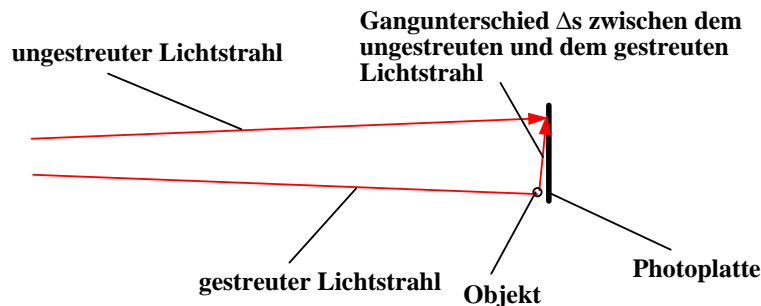 Gangunterschied Δs zwischen dem
ungestreuten und dem gestreuten
Lichtstrahl
ungestreuter Lichtstrahl
gestreuter Lichtstrahl
Objekt
Photoplatte